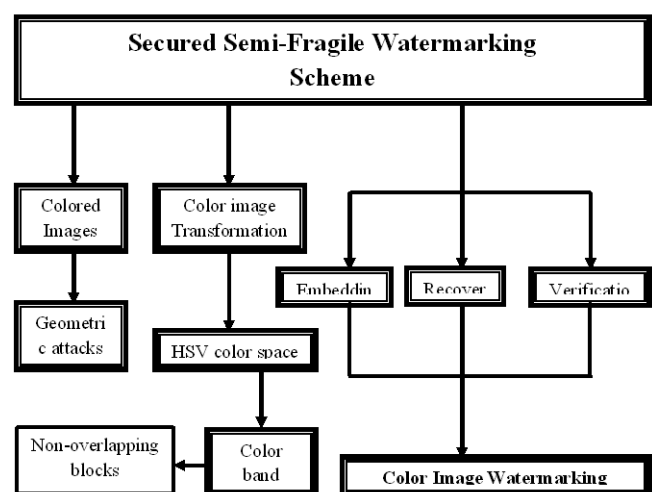 Secured Semi-Fragile Watermarking
Scheme
Colored
Images
Color image
Transformation
Embeddin
Recover
Verificatio
Geometri
c attacks
HSV color space
Non-overlapping
blocks
Color
band
Color Image Watermarking